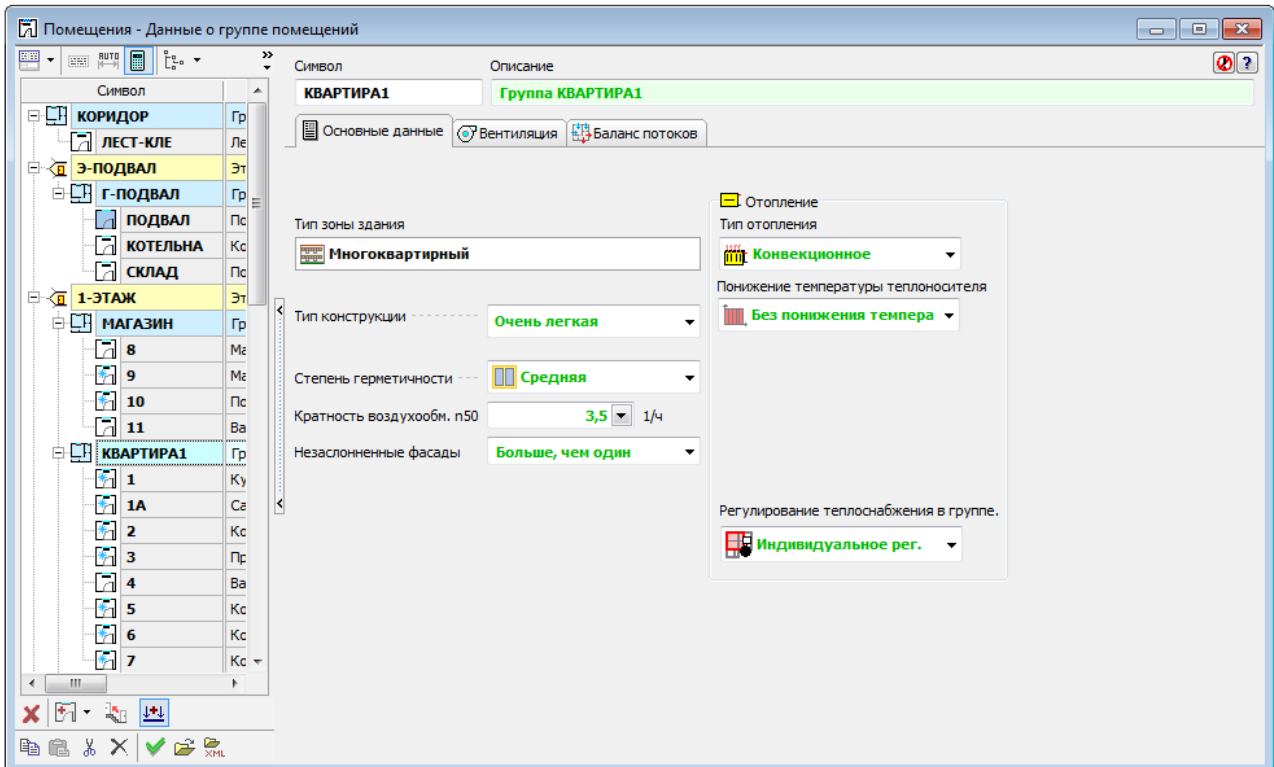 Помещения - Данные о группе помещений
AUTO
»
Символ
КОРИДОР Гр
ЛЕСТ-КЛЕ Ле
Э-ПОДВАЛ Эт
Г-ПОДВАЛ Гр
ПОДВАЛ По
КОТЕЛЬНА Ко
СКЛАД По
1-ЭТАЖ Эт
МАГАЗИН Гр
8 Ма
9 Ма
10 По
11 Ва
КВАРТИРА1 Гр
1 Ку
1А Са
2 Ко
3 Пр
4 Ва
5 Ко
6 Ко
7 Ко
XML
Символ Описание
КВАРТИРА1 Группа КВАРТИРА1
Основные данные Вентиляция Баланс потоков
Тип зоны здания
Многоквартирный
Тип конструкции Очень легкая
Степень герметичности Средняя
Кратность воздухообм. n50 3,5 1/ч
Незаслонненные фасады Больше, чем один
Отопление
Тип отопления
Конвекционное
Понижение температуры теплоносителя
Без понижения темпера
Регулирование теплоснабжения в группе.
Индивидуальное рег.